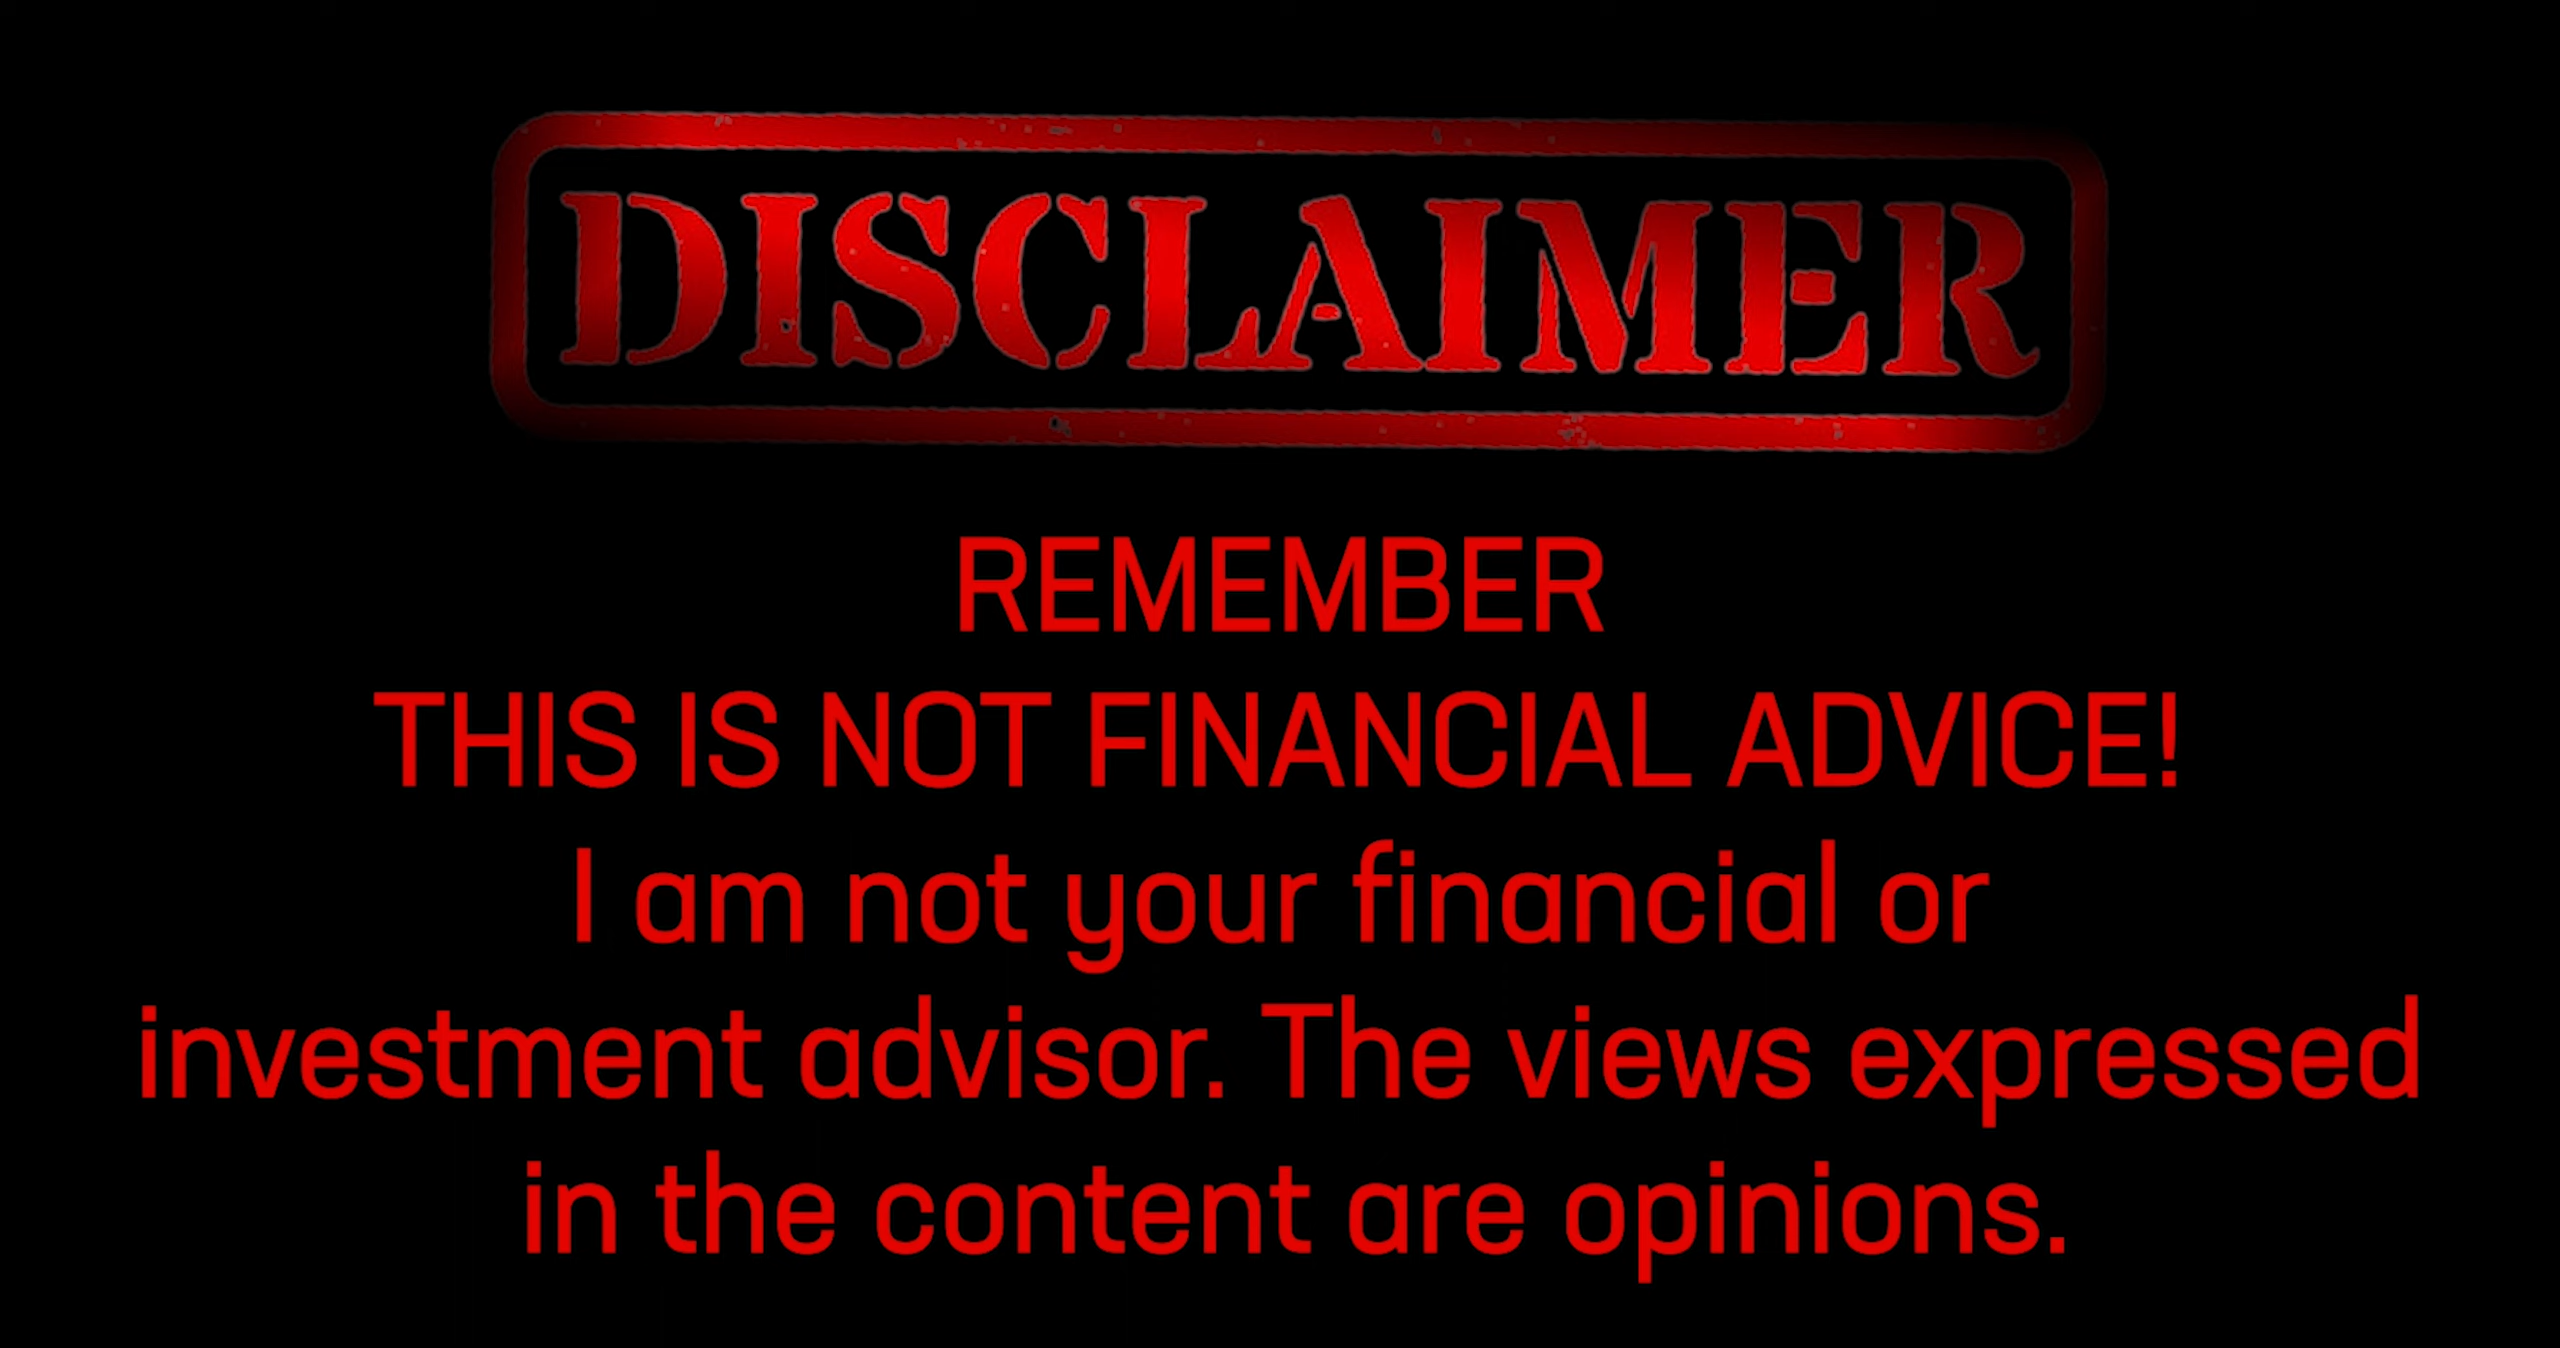 DISCLAIMER
REMEMBER
THIS IS NOT FINANCIAL ADVICE!
I am not your financial or
investment advisor. The views expressed
in the content are opinions.